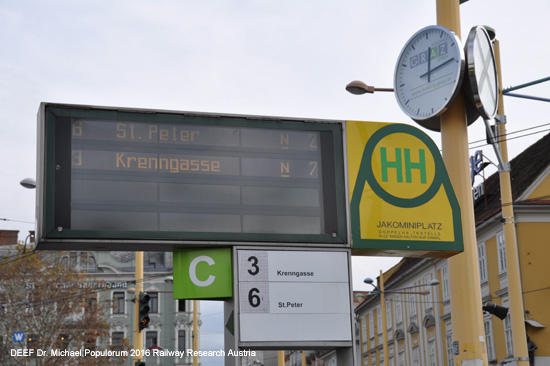 GRAZ
6 St.Peter N 2
3 Krenngasse N 7
HH
JAKOMINIPLATZ
C
3 Krenngasse
6 St.Peter
W
DEEF Dr. Michael Populorum 2016 Railway Research Austria